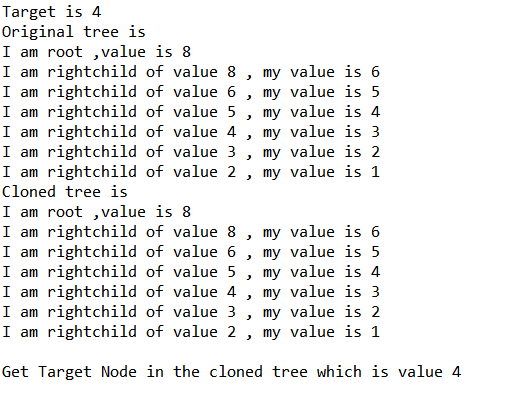 Target is 4
Original tree is
I am root ,value is 8
I am rightchild of value 8 , my value is 6
I am rightchild of value 6 , my value is 5
I am rightchild of value 5 , my value is 4
I am rightchild of value 4 , my value is 3
I am rightchild of value 3 , my value is 2
I am rightchild of value 2 , my value is 1
Cloned tree is
I am root ,value is 8
I am rightchild of value 8 , my value is 6
I am rightchild of value 6 , my value is 5
I am rightchild of value 5 , my value is 4
I am rightchild of value 4 , my value is 3
I am rightchild of value 3 , my value is 2
I am rightchild of value 2 , my value is 1
Get Target Node in the cloned tree which is value 4